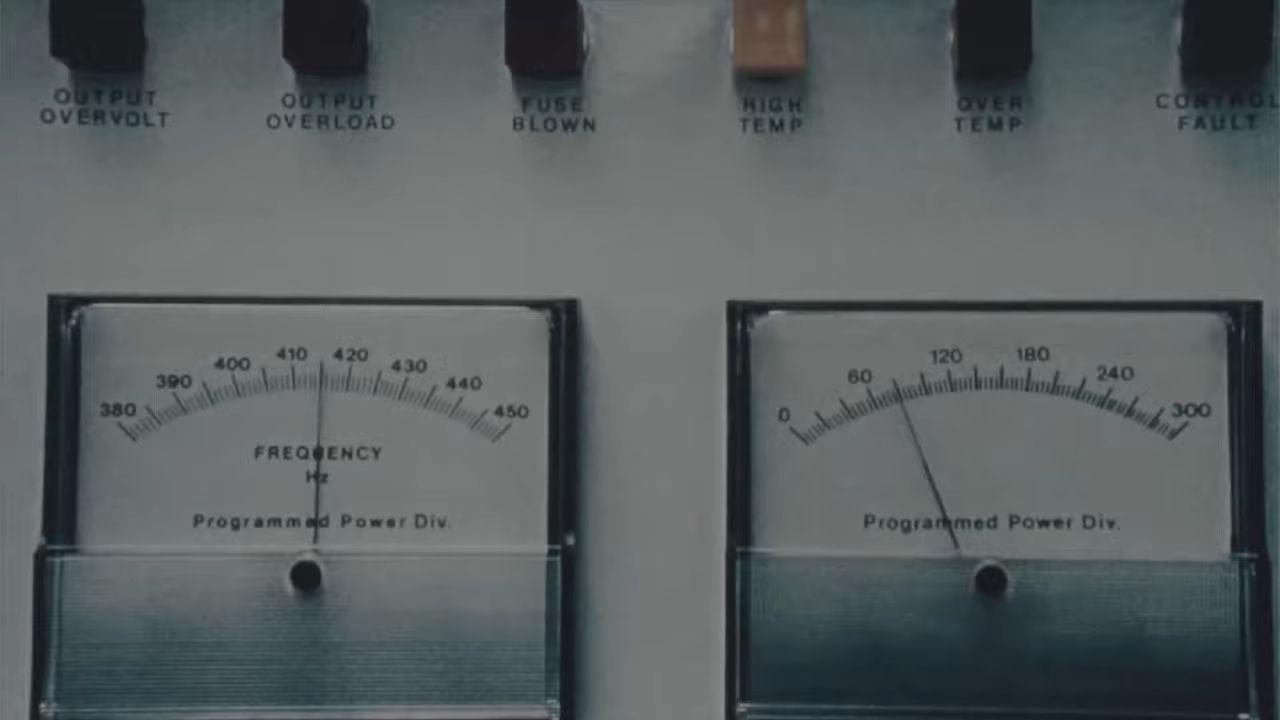 OUTPUT
OVERVOLT
OUTPUT
OVERLOAD
FUSE
BLOWN
HIGH
TEMP
OVER
TEMP
CONTROL
FAULT
380 390 400 410 420 430 440 450
FREQUENCY
Hz
Programmed Power Div.
0 60 120 180 240 300
Programmed Power Div.